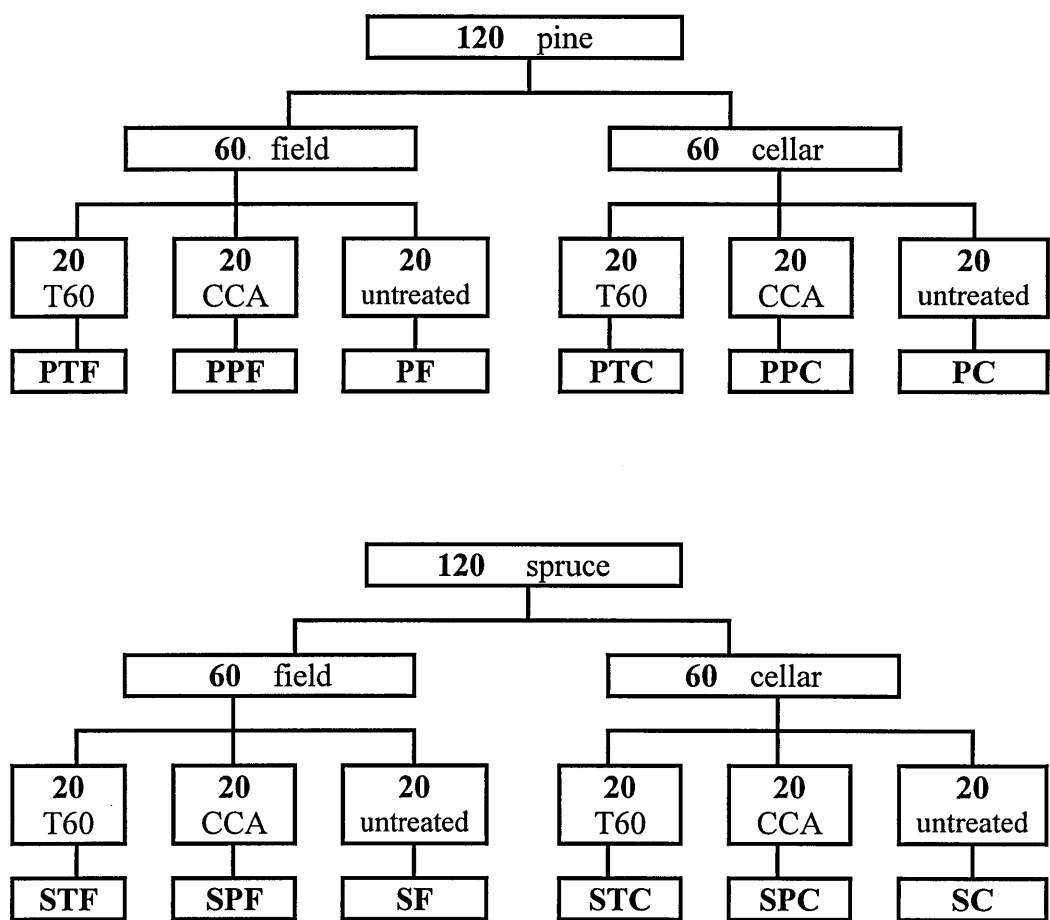 120 pine
60. field
60 cellar
20
T60
20
CCA
20
untreated
20
T60
20
CCA
20
untreated
PTF
PPF
PF
PTC
PPC
PC
120 spruce
60 field
60 cellar
20
T60
20
CCA
20
untreated
20
T60
20
CCA
20
untreated
STF
SPF
SF
STC
SPC
SC